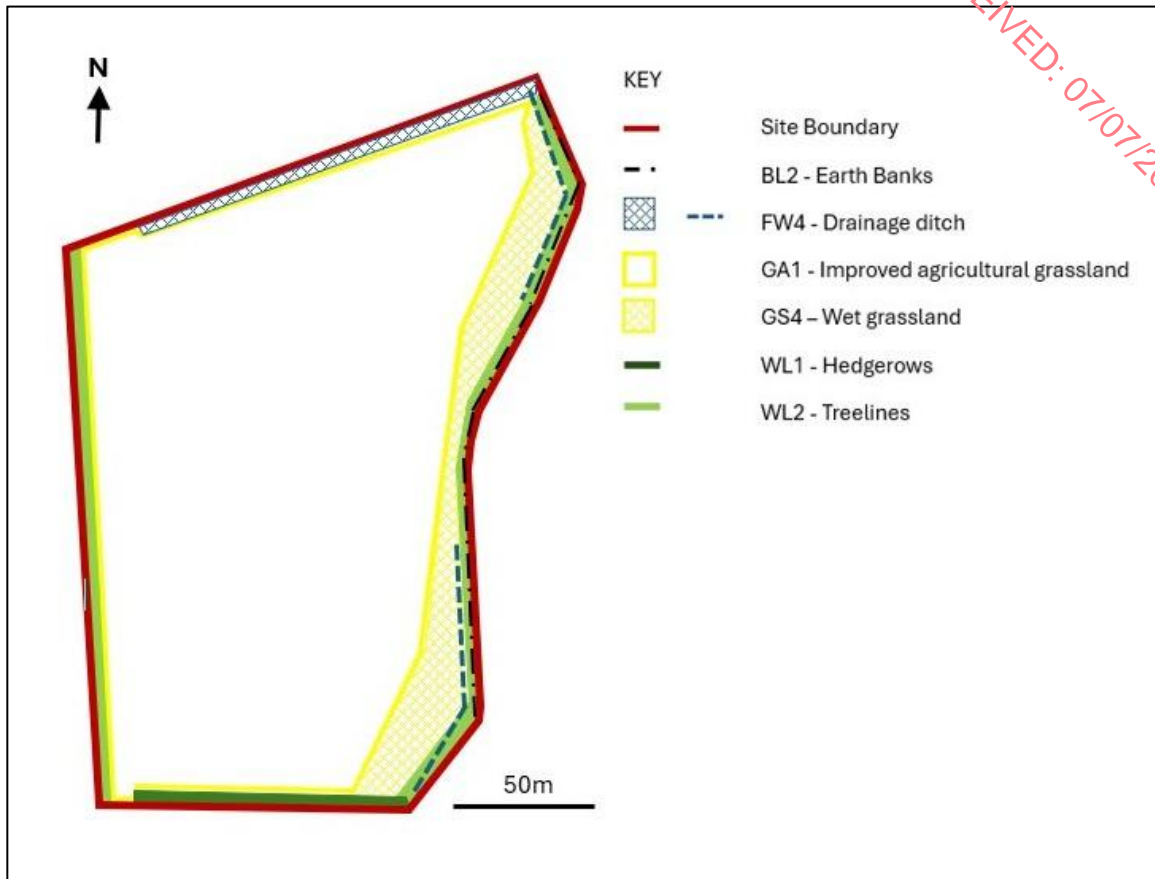 N
KEY
Site Boundary
BL2 - Earth Banks
FW4 - Drainage ditch
GA1 - Improved agricultural grassland
GS4 – Wet grassland
WL1 - Hedgerows
WL2 - Treelines
50m